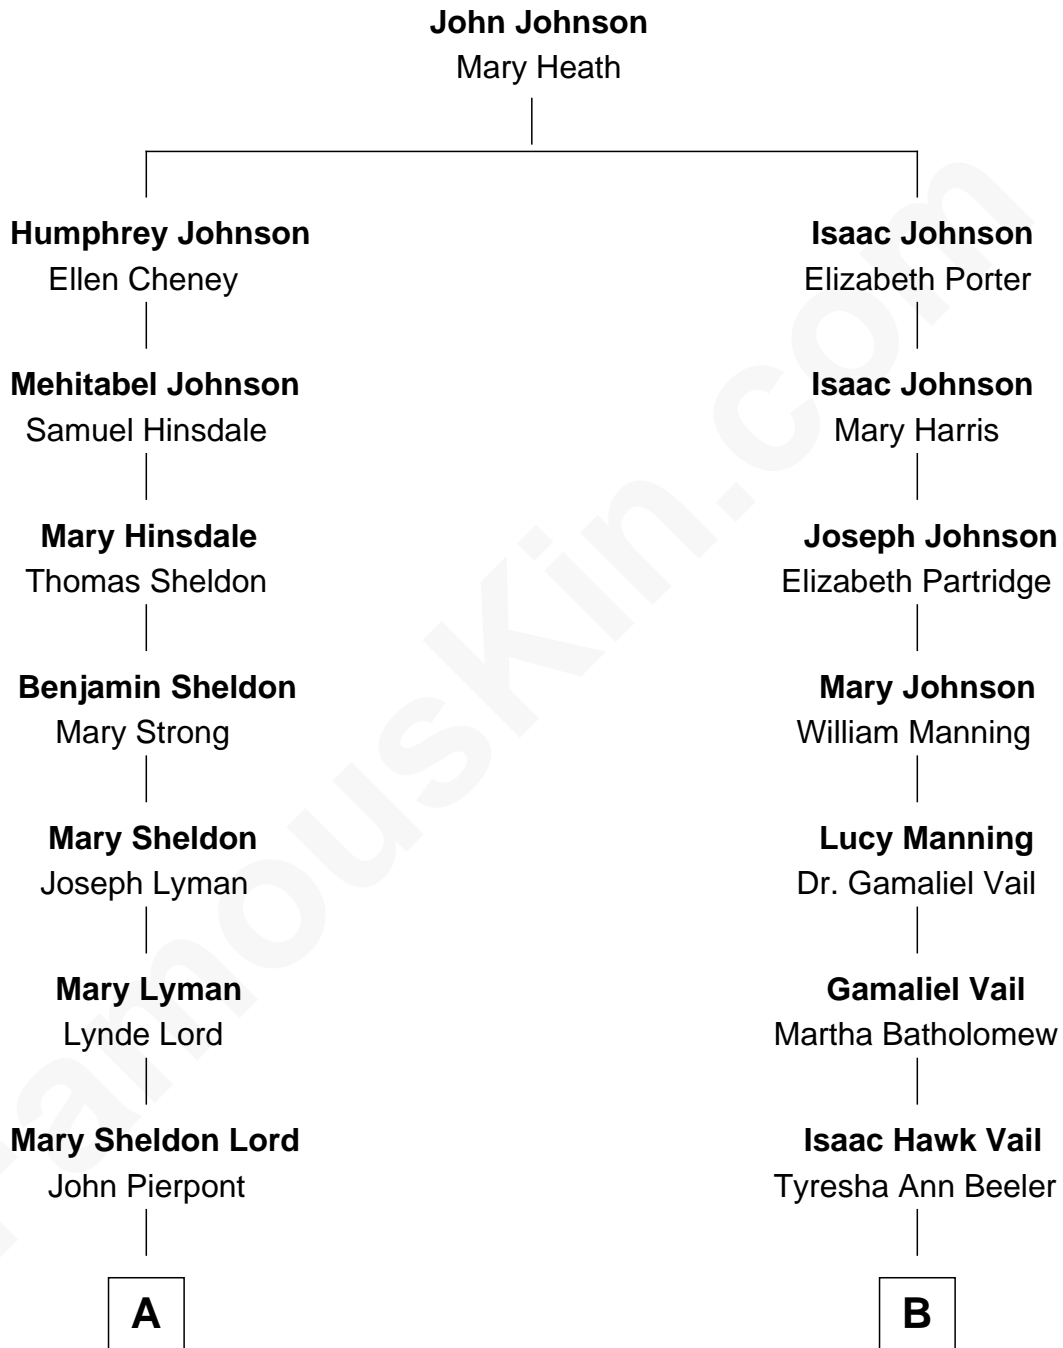 John Johnson
Mary Heath
Humphrey Johnson
Ellen Cheney
Isaac Johnson
Elizabeth Porter
Mehitabel Johnson
Samuel Hinsdale
Isaac Johnson
Mary Harris
Mary Hinsdale
Thomas Sheldon
Joseph Johnson
Elizabeth Partridge
Benjamin Sheldon
Mary Strong
Mary Johnson
William Manning
Mary Sheldon
Joseph Lyman
Lucy Manning
Dr. Gamaliel Vail
Mary Lyman
Lynde Lord
Gamaliel Vail
Martha Batholomew
Mary Sheldon Lord
John Pierpont
Isaac Hawk Vail
Tyresha Ann Beeler
A
B
FamousKin.com